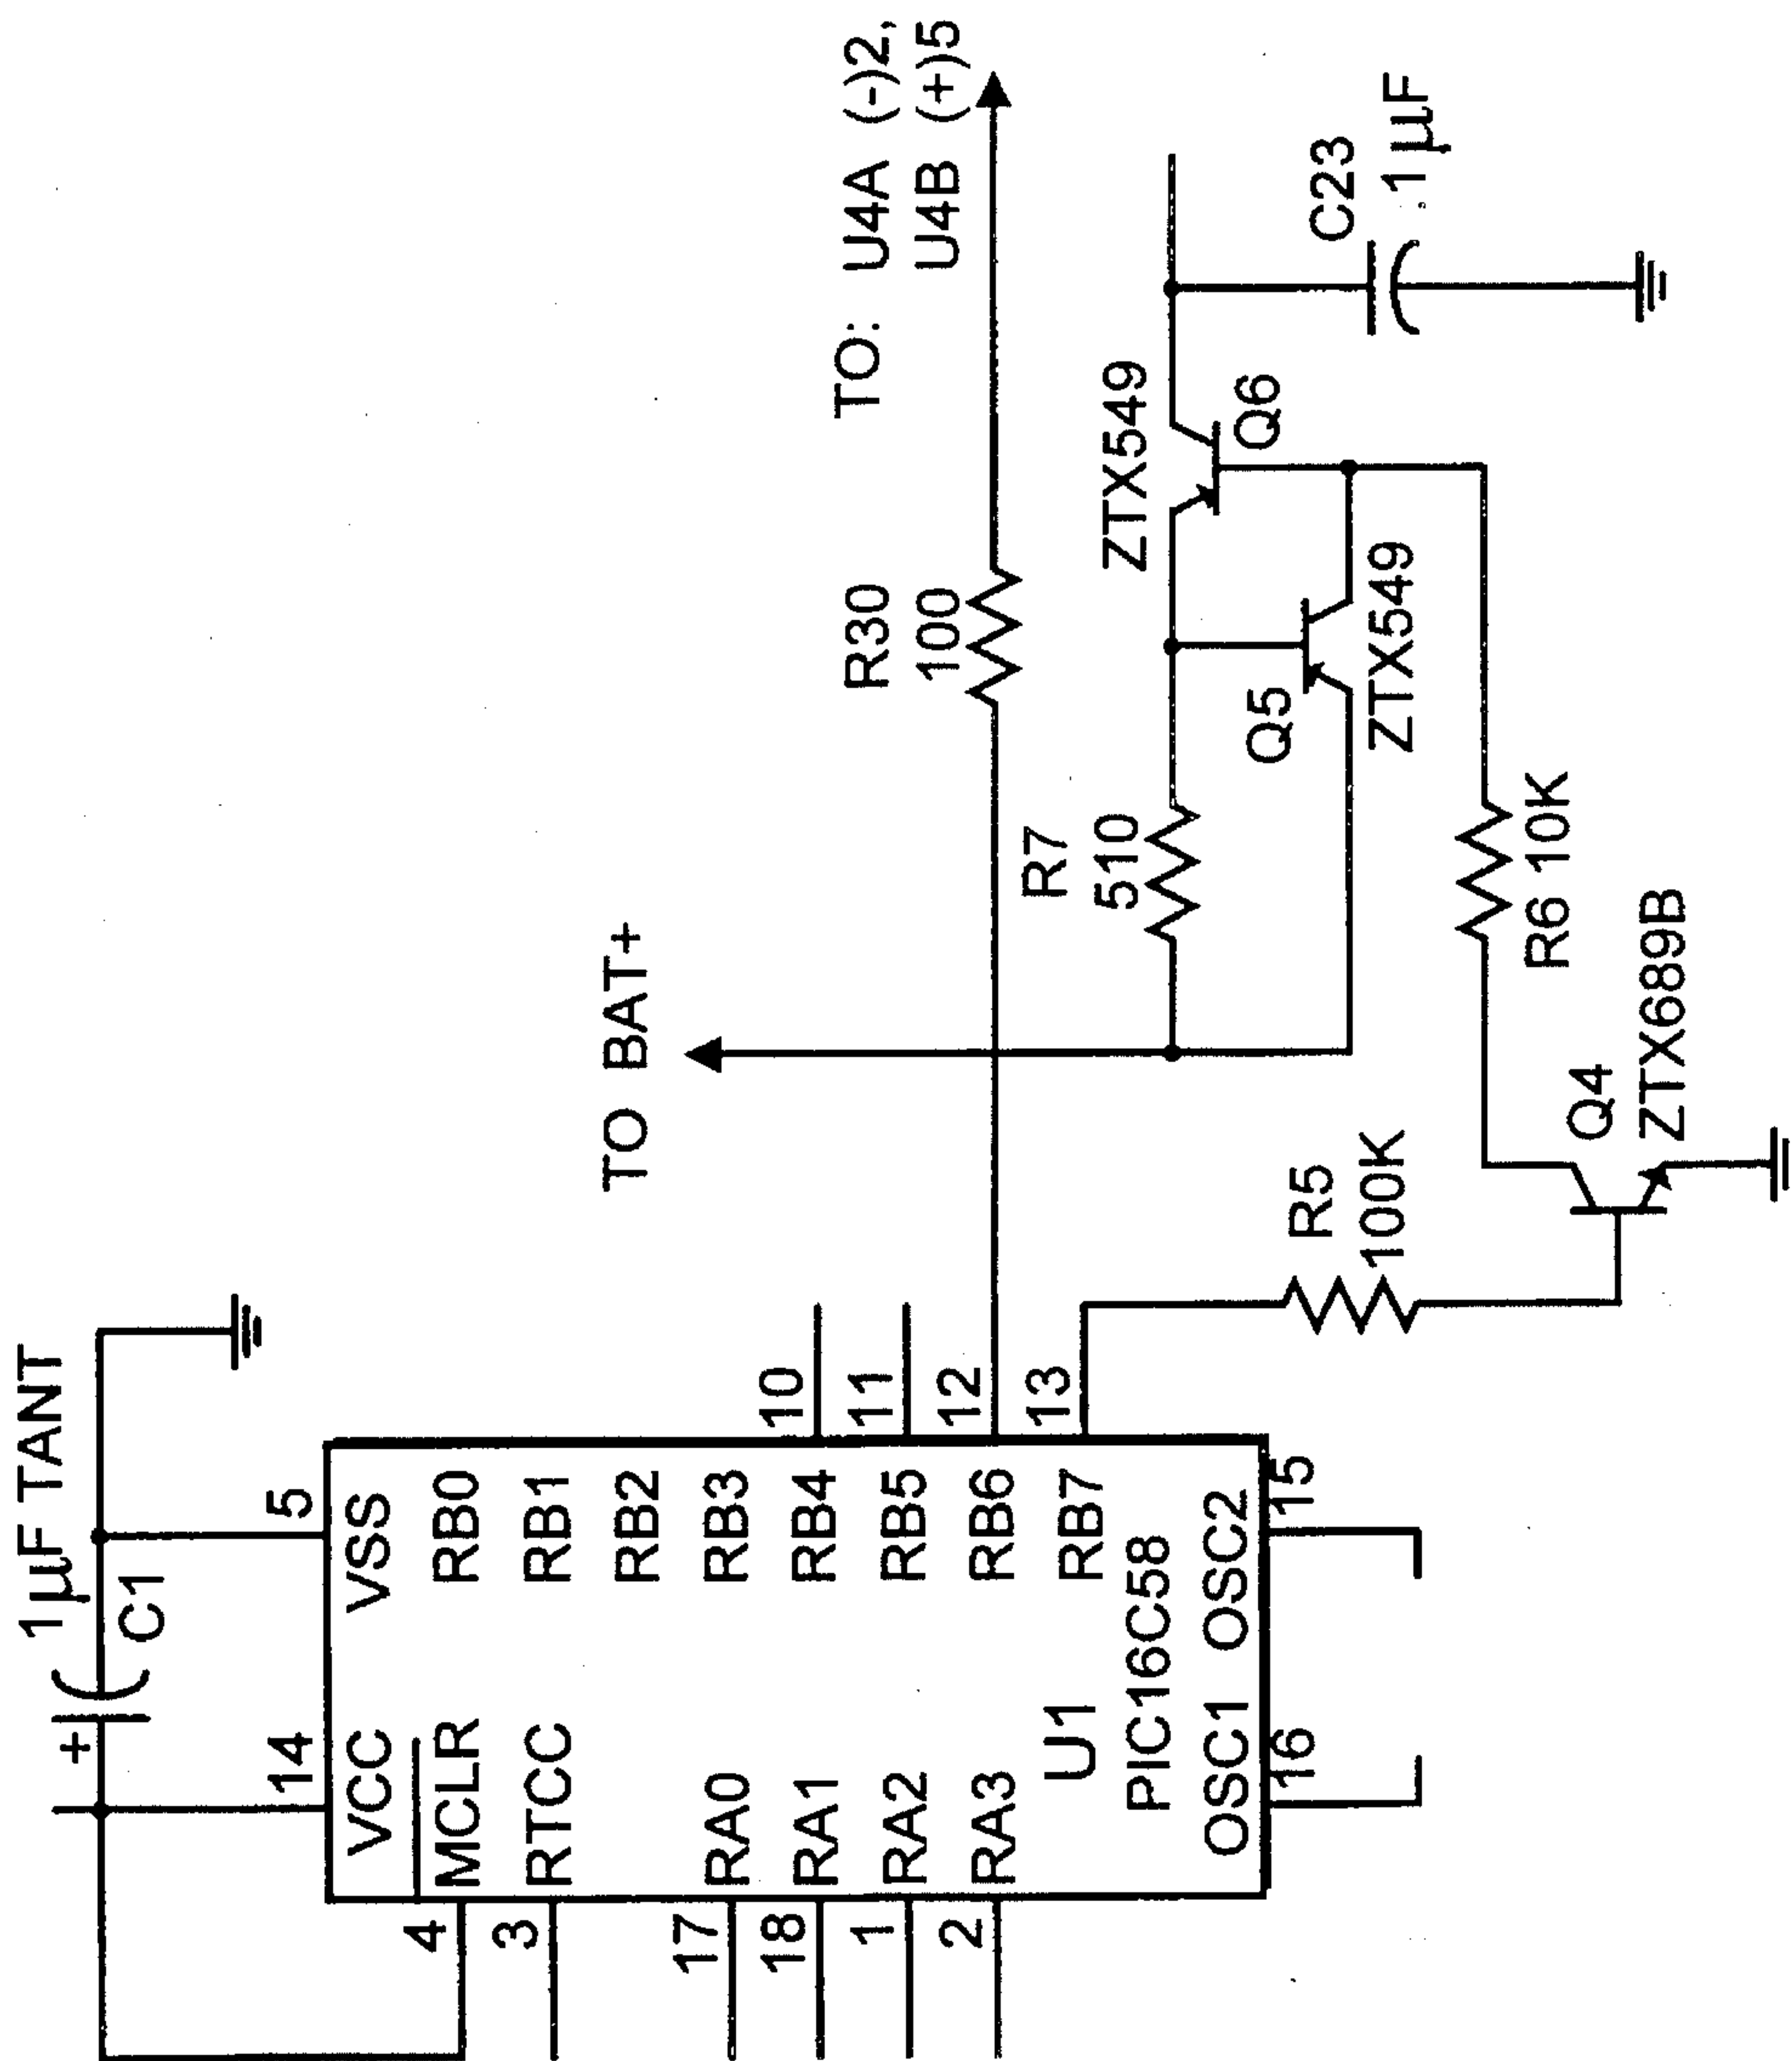 1µF TANT
+
C1
14
5
VCC
VSS
MCLR
RTCC
RA0
RA1
RA2
RA3
RB0
RB1
RB2
RB3
RB4
RB5
RB6
RB7
U1
PIC16C58
OSC1 OSC2
4
3
17
18
1
2
10
11
12
13
16
15
TO BAT+
TO: U4A (-)2,
U4B (+)5
R30
100
R7
510
ZTX549
Q6
Q5
ZTX549
C23
.1µF
R5
100K
R6 10K
Q4
ZTX689B